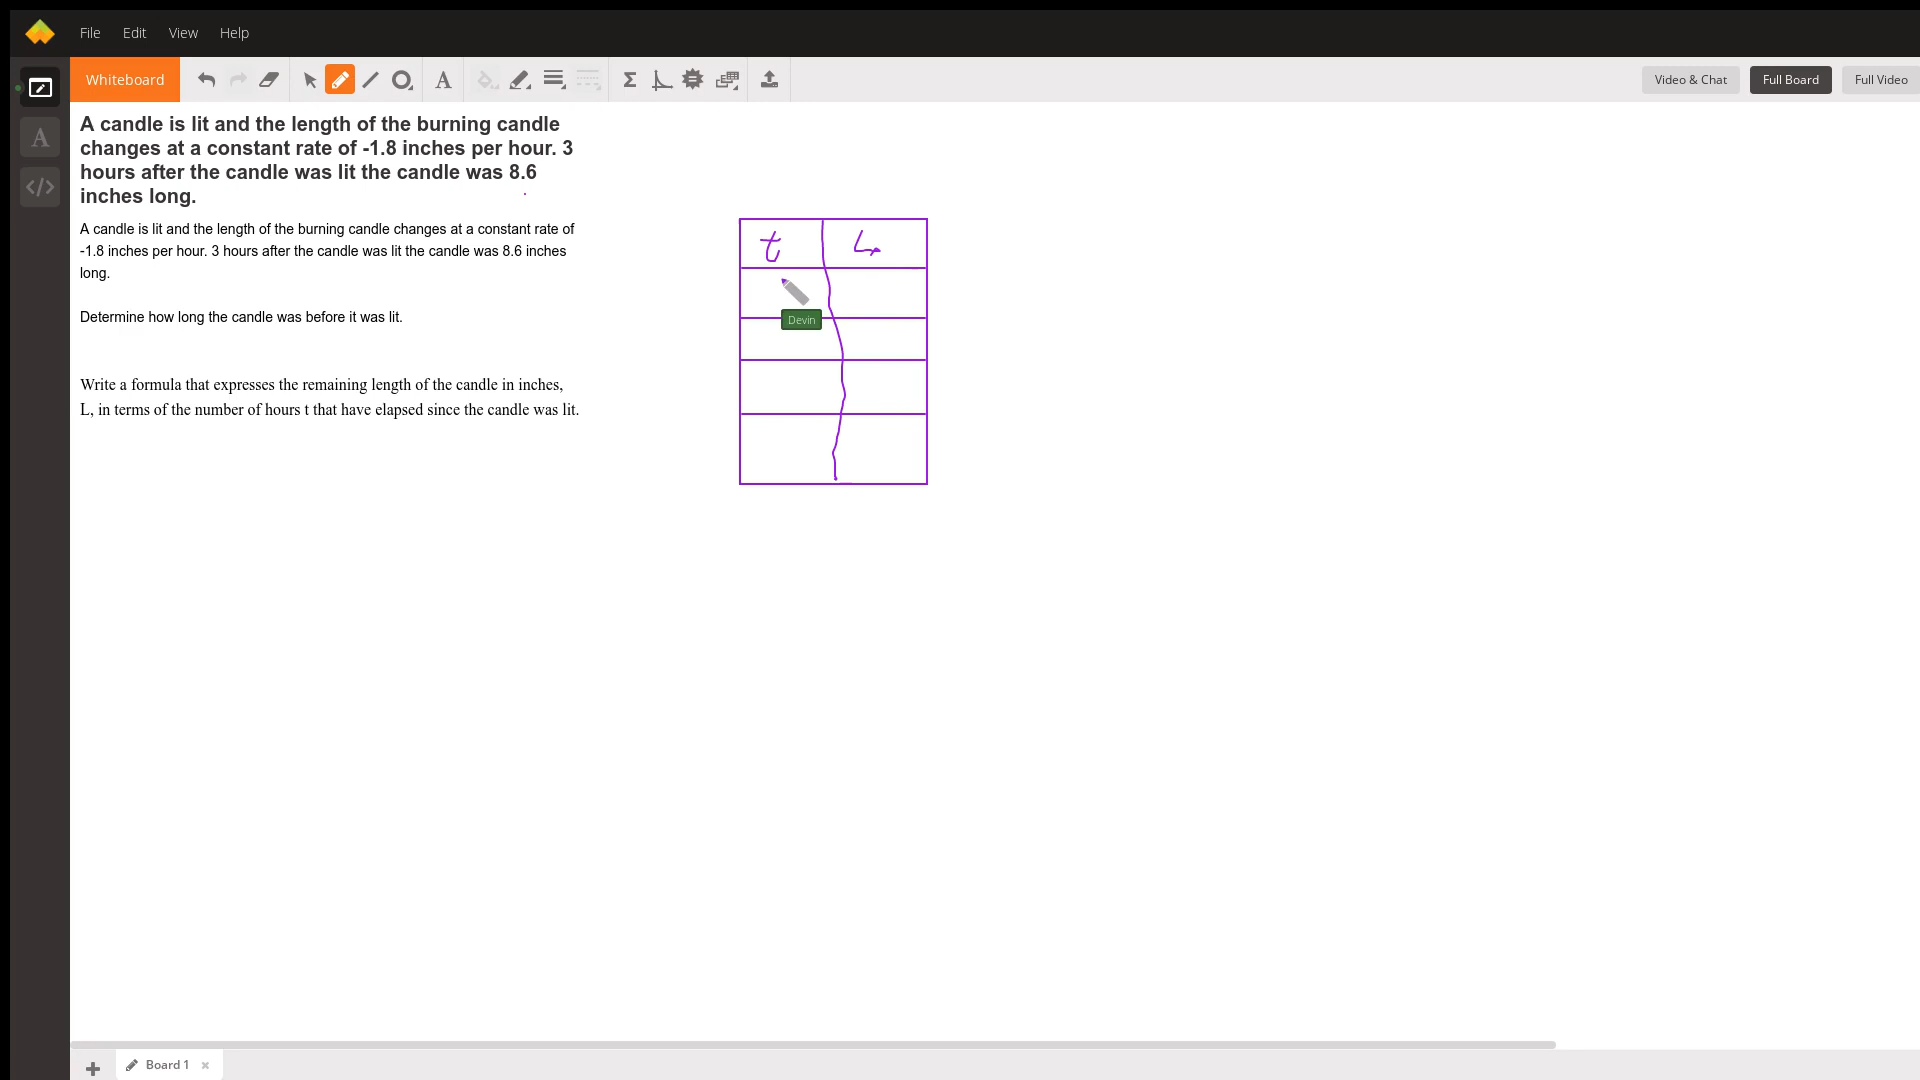 File Edit View Help
Whiteboard
A
Σ
Video & Chat
Full Board
Full Video
A
</>
A candle is lit and the length of the burning candle
changes at a constant rate of -1.8 inches per hour. 3
hours after the candle was lit the candle was 8.6
inches long.
A candle is lit and the length of the burning candle changes at a constant rate of
-1.8 inches per hour. 3 hours after the candle was lit the candle was 8.6 inches
long.
Determine how long the candle was before it was lit.
Write a formula that expresses the remaining length of the candle in inches,
L, in terms of the number of hours t that have elapsed since the candle was lit.
t L
Devin
Board 1